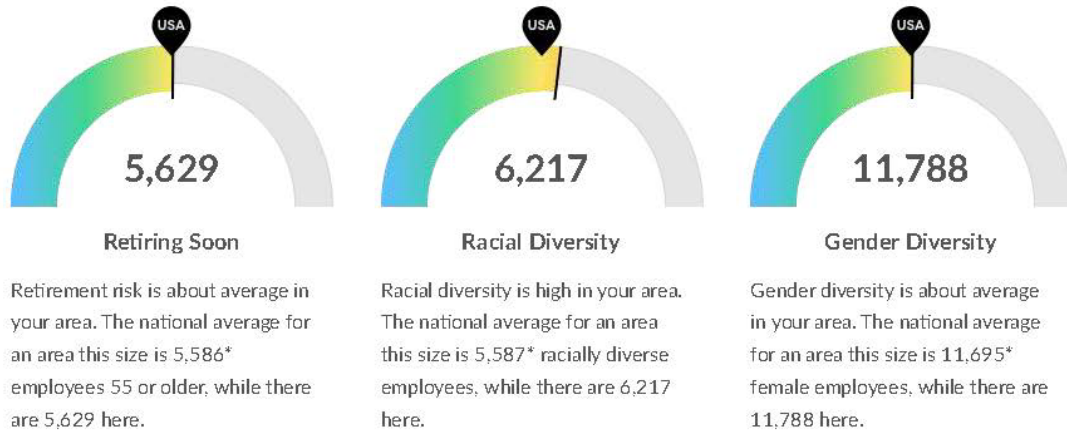 USA
5,629
Retiring Soon
Retirement risk is about average in
your area. The national average for
an area this size is 5,586*
employees 55 or older, while there
are 5,629 here.
USA
6,217
Racial Diversity
Racial diversity is high in your area.
The national average for an area
this size is 5,587* racially diverse
employees, while there are 6,217
here.
USA
11,788
Gender Diversity
Gender diversity is about average
in your area. The national average
for an area this size is 11,695*
female employees, while there are
11,788 here.